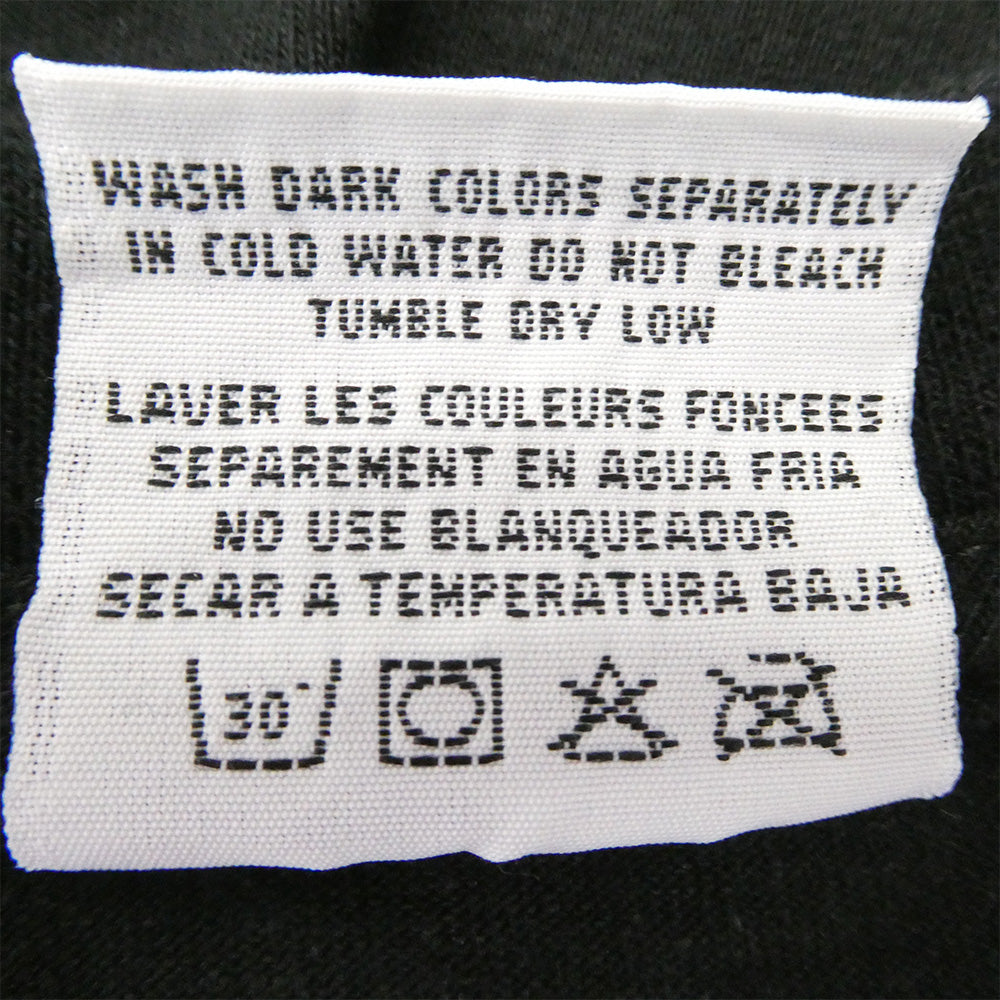 WASH DARK COLORS SEPARATELY
IN COLD WATER DO NOT BLEACH
TUMBLE DRY LOW
LAVER LES COULEURS FONCEES
SEPAREMENT EN AGUA FRIA
NO USE BLANQUEADOR
SECAR A TEMPERATURA BAJA
30°